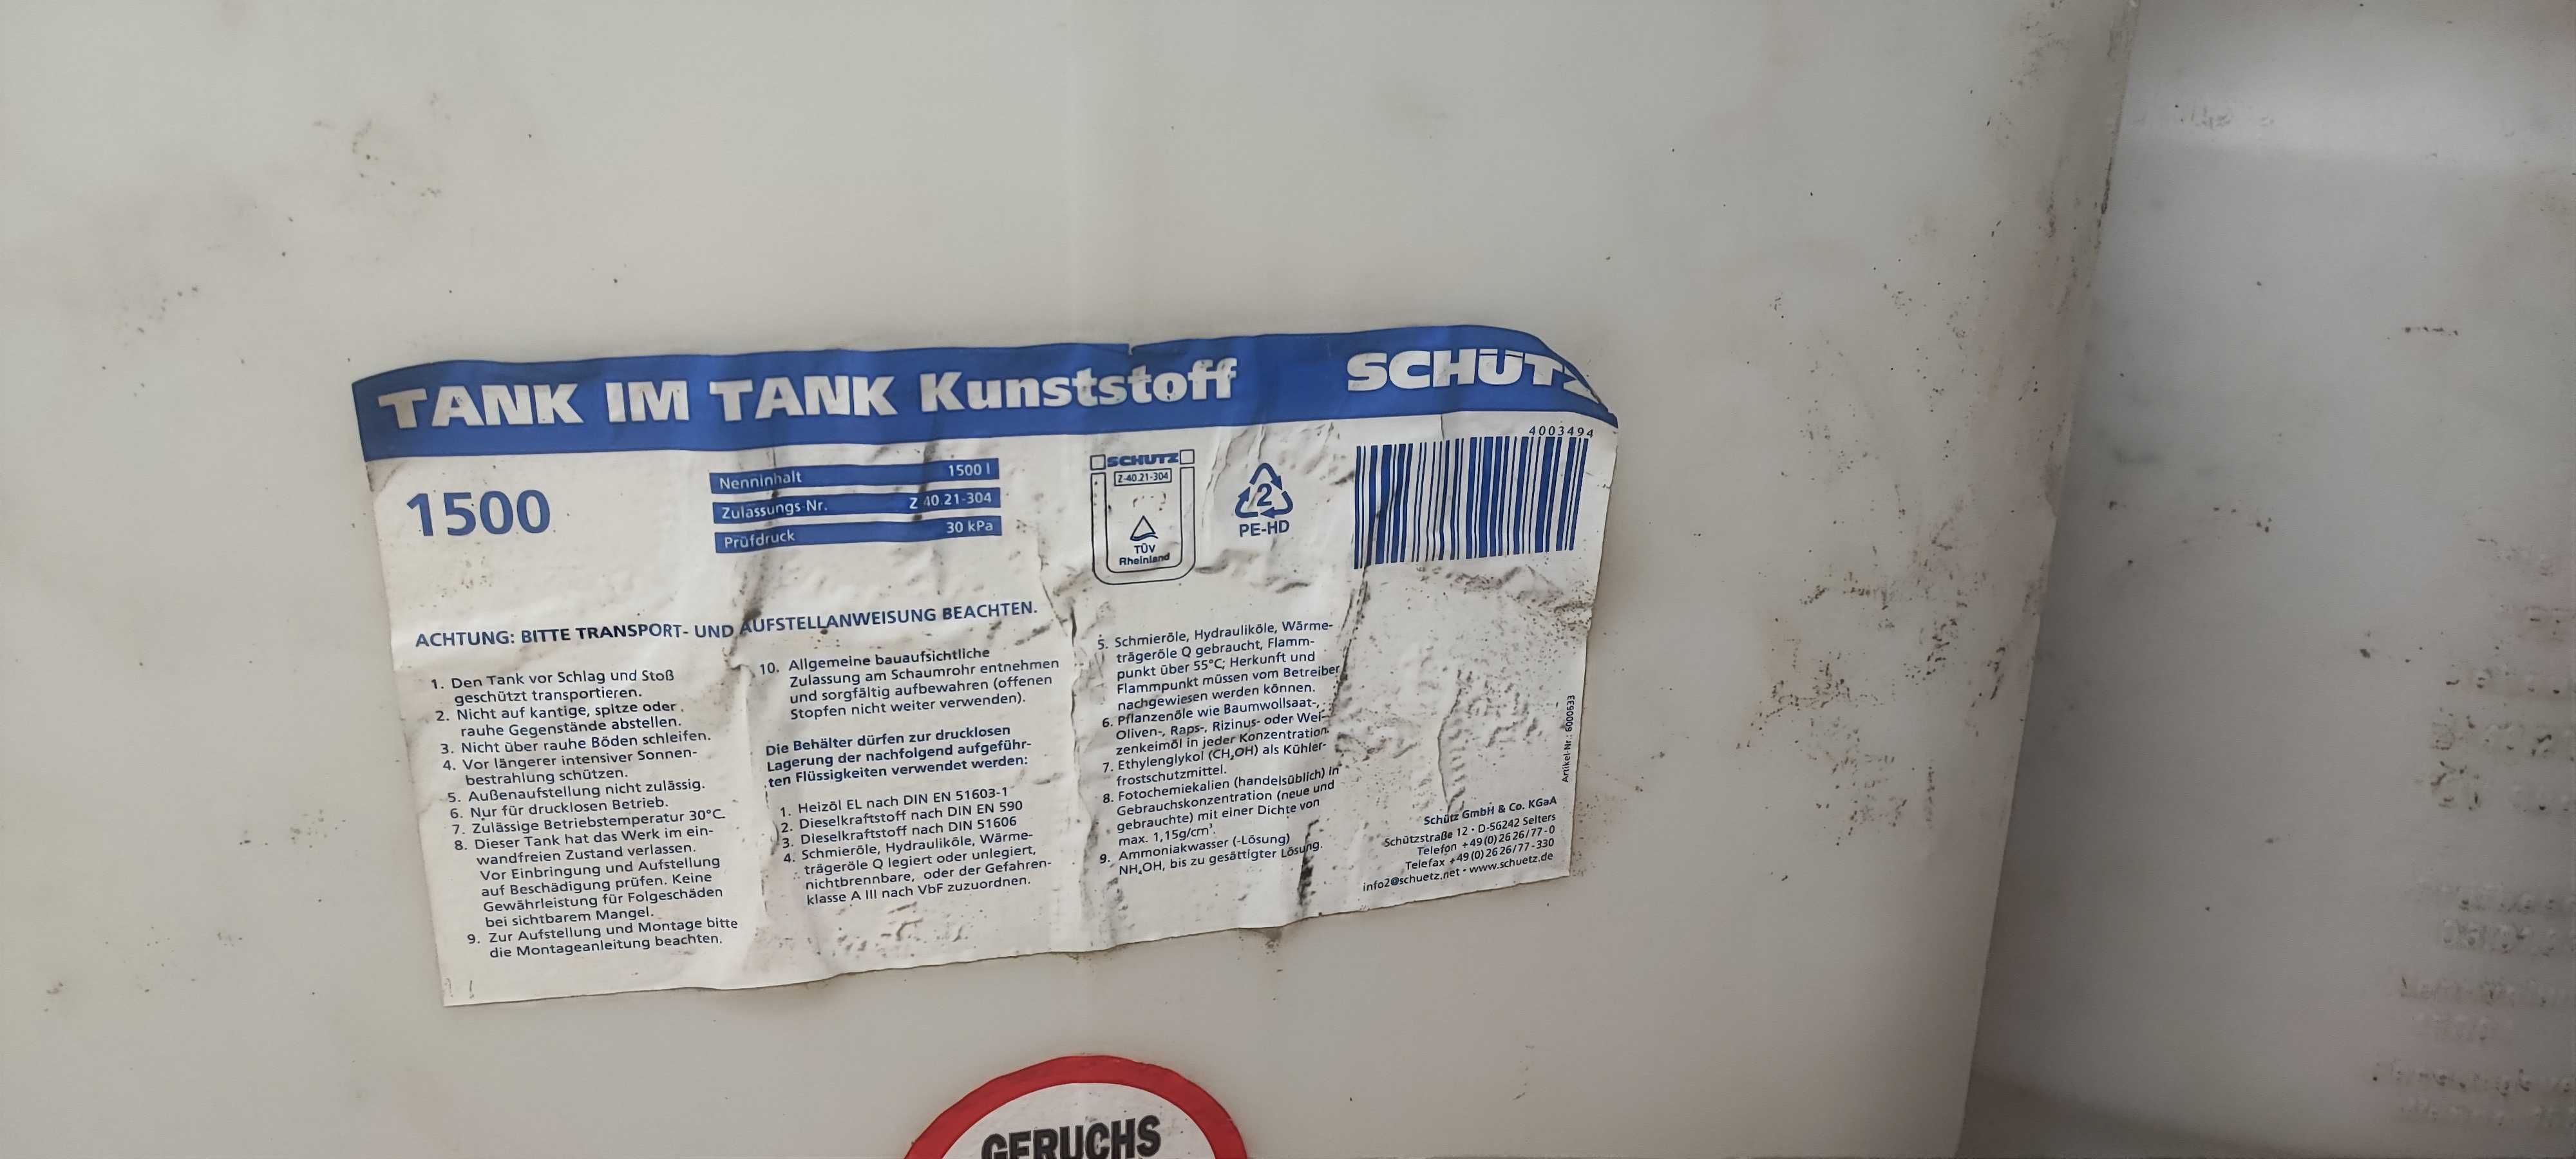 TANK IM TANK Kunststoff
SCHÜTZ
1500
Nenninhalt 1500 l
Zulassungs-Nr. Z 40.21-304
Prüfdruck 30 kPa
SCHÜTZ
Z-40.21-304
TÜV
Rheinland
2
PE-HD
4003494
ACHTUNG: BITTE TRANSPORT- UND AUFSTELLANWEISUNG BEACHTEN.
1. Den Tank vor Schlag und Stoß
geschützt transportieren.
2. Nicht auf kantige, spitze oder
rauhe Gegenstände abstellen.
3. Nicht über rauhe Böden schleifen.
4. Vor längerer intensiver Sonnen-
bestrahlung schützen.
5. Außenaufstellung nicht zulässig.
6. Nur für drucklosen Betrieb.
7. Zulässige Betriebstemperatur 30°C.
8. Dieser Tank hat das Werk im ein-
wandfreien Zustand verlassen.
Vor Einbringung und Aufstellung
auf Beschädigung prüfen. Keine
Gewährleistung für Folgeschäden
bei sichtbarem Mangel.
9. Zur Aufstellung und Montage bitte
die Montageanleitung beachten.
10. Allgemeine bauaufsichtliche
Zulassung am Schaumrohr entnehmen
und sorgfältig aufbewahren (offenen
Stopfen nicht weiter verwenden).
Die Behälter dürfen zur drucklosen
Lagerung der nachfolgend aufgeführ-
ten Flüssigkeiten verwendet werden:
1. Heizöl EL nach DIN EN 51603-1
2. Dieselkraftstoff nach DIN EN 590
3. Dieselkraftstoff nach DIN 51606
4. Schmieröle, Hydrauliköle, Wärme-
trägeröle Q legiert oder unlegiert,
nichtbrennbare, oder der Gefahren-
klasse A III nach VbF zuzuordnen.
5. Schmieröle, Hydrauliköle, Wärme-
trägeröle Q gebraucht, Flamm-
punkt über 55°C; Herkunft und
Flammpunkt müssen vom Betreiber
nachgewiesen werden können.
6. Pflanzenöle wie Baumwollsaat-,
Oliven-, Raps-, Rizinus- oder Wei-
zenkeimöl in jeder Konzentration.
7. Ethylenglykol (CH₂OH) als Kühler-
frostschutzmittel.
8. Fotochemiekalien (handelsüblich) in
Gebrauchskonzentration (neue und
gebrauchte) mit einer Dichte von
max. 1,15g/cm³.
9. Ammoniakwasser (-Lösung)
NH₄OH, bis zu gesättigter Lösung.
Artikel-Nr.: 6000633
Schütz GmbH & Co. KGaA
Schützstraße 12 · D-56242 Selters
Telefon +49(0)2626/77-0
Telefax +49(0)2626/77-330
info2@schuetz.net · www.schuetz.de
GERUCHS